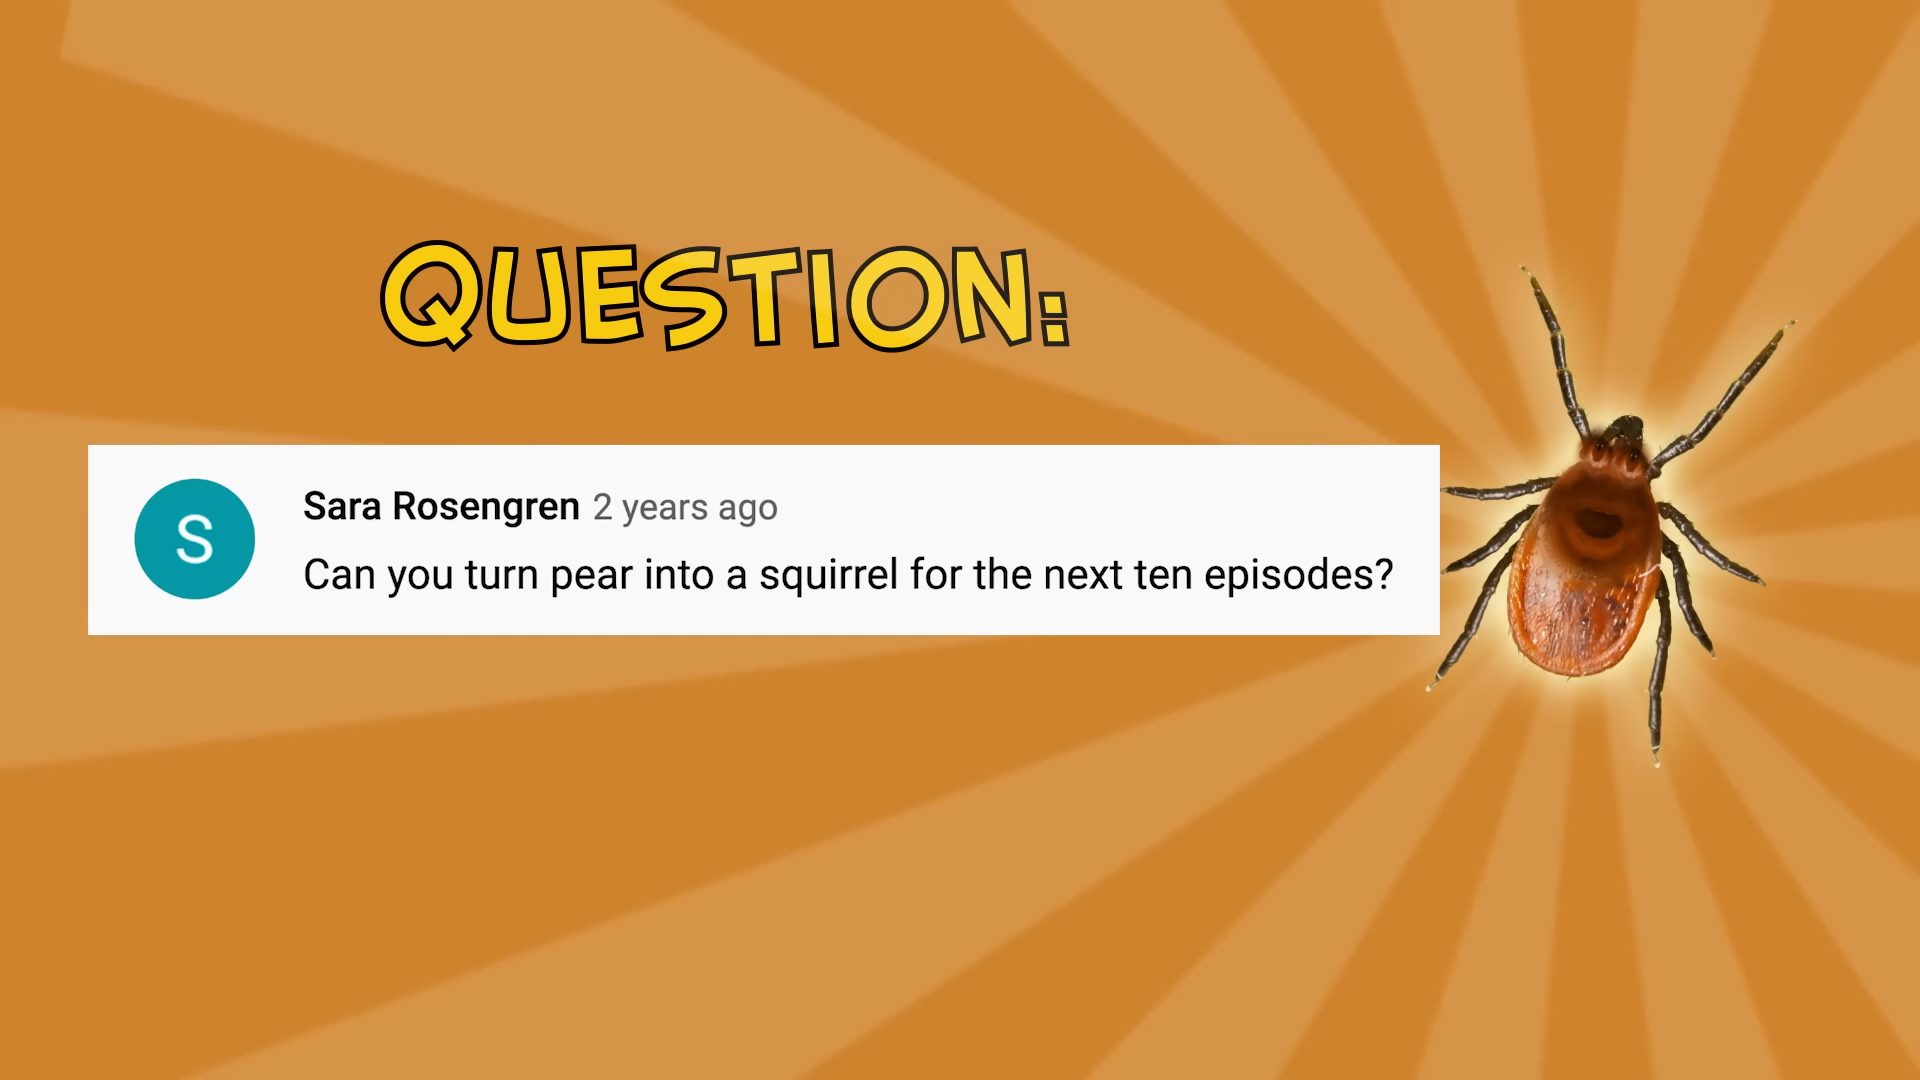 QUESTION:
S
Sara Rosengren 2 years ago
Can you turn pear into a squirrel for the next ten episodes?